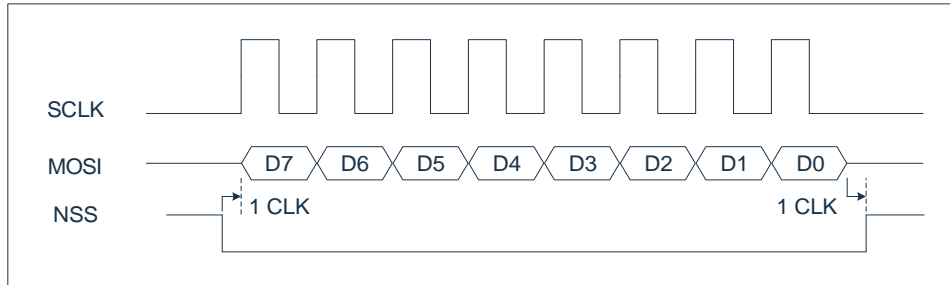 SCLK
MOSI D7 D6 D5 D4 D3 D2 D1 D0
1 CLK 1 CLK
NSS